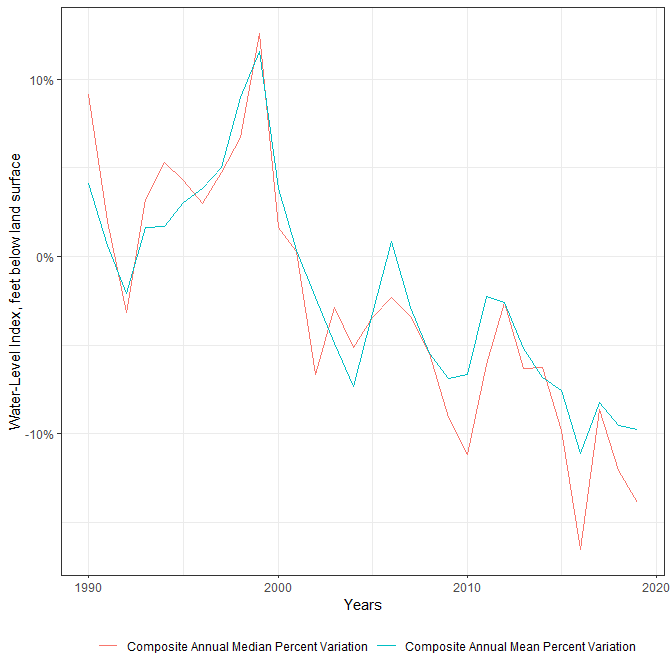 Water-Level Index, feet below land surface
10%
0%
-10%
1990
2000
2010
2020
Years
Composite Annual Median Percent Variation
Composite Annual Mean Percent Variation